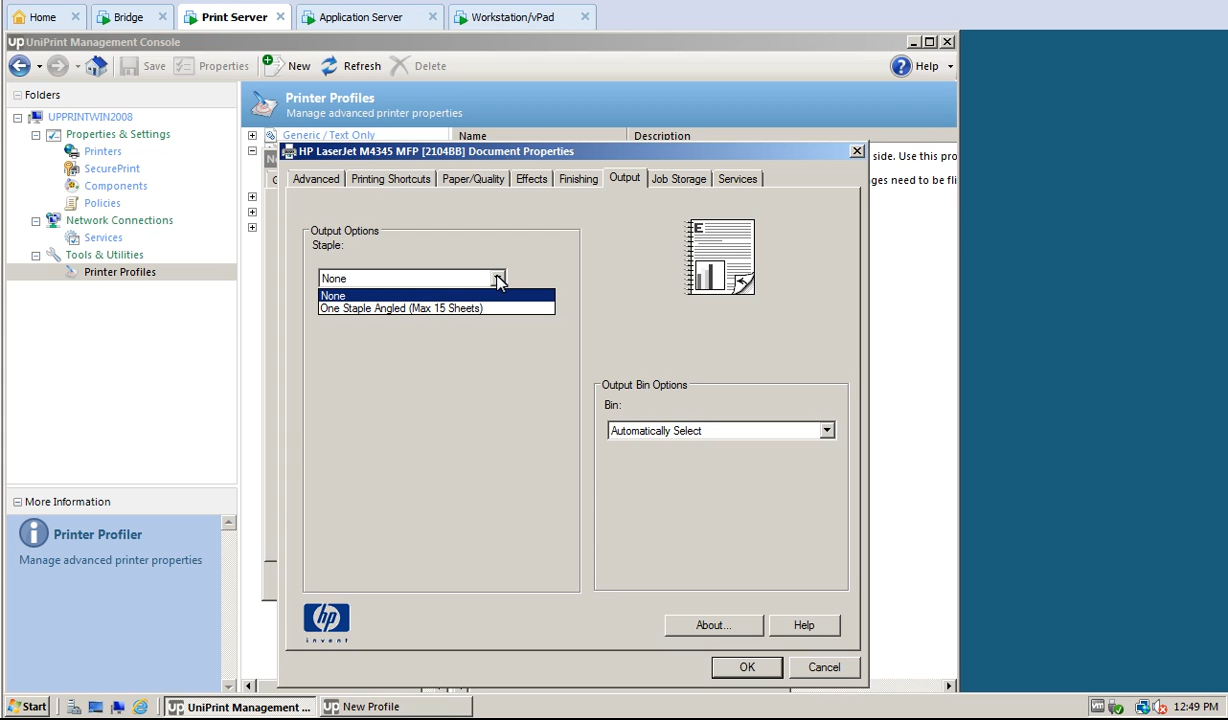 Home
Bridge
Print Server
Application Server
Workstation/vPad
UniPrint Management Console
Save
Properties
New
Refresh
Delete
Help
Folders
UPPRINTWIN2008
Properties & Settings
Printers
SecurePrint
Components
Policies
Network Connections
Services
Tools & Utilities
Printer Profiles
Printer Profiles
Manage advanced printer properties
Generic / Text Only
Name
Description
side. Use this pro
ges need to be fli
HP LaserJet M4345 MFP [2104BB] Document Properties
Advanced
Printing Shortcuts
Paper/Quality
Effects
Finishing
Output
Job Storage
Services
Output Options
Staple:
None
None
One Staple Angled (Max 15 Sheets)
E
Output Bin Options
Bin:
Automatically Select
hp
invent
About...
Help
OK
Cancel
More Information
Printer Profiler
Manage advanced printer properties
Start
UniPrint Management ...
New Profile
12:49 PM